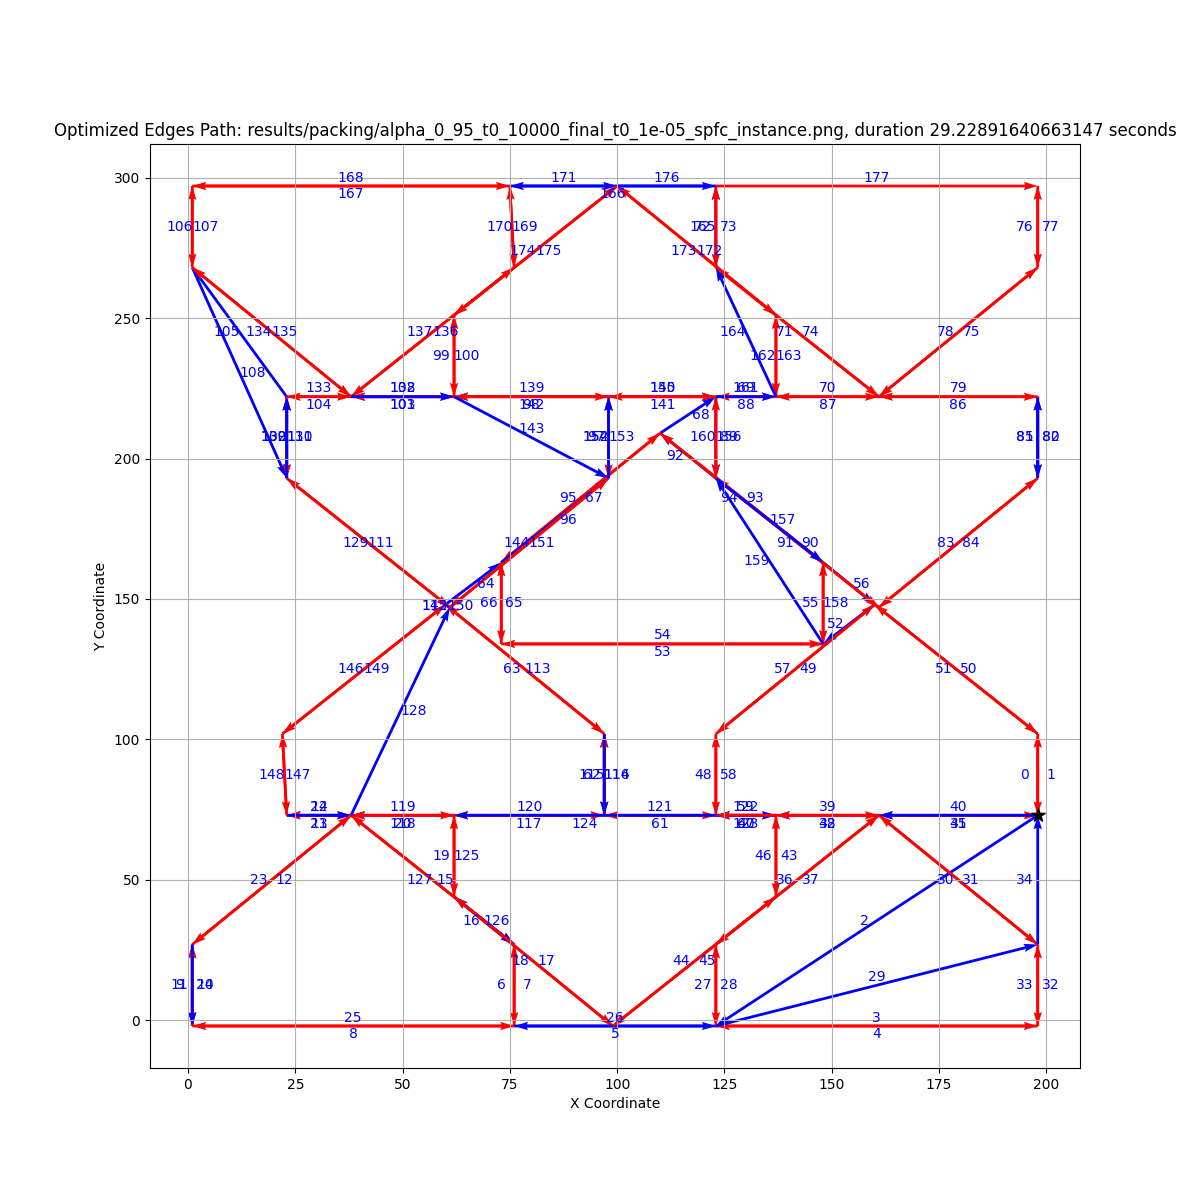 Optimized Edges Path: results/packing/alpha_0_95_t0_10000_final_t0_1e-05_spfc_instance.png, duration 29.22891640663147 seconds
300
168 171 176 177
167 166
106 107 170 169 73 76 77
174 175 173 172
250
105 134 135 137 136 164 71 74 78 75
99 100 162 163
108
133 139 70 79
104 141 88 87 86
143 68
153 160
200
92
95 67 94 93
96 157
129 111 144 151 91 90 83 84
159
64 56
150
66 65 55 158
52
54
53
Y Coordinate
146 149 63 113 57 49 51 50
128
100
148 147 48 58 0 1
119 120 121 39 40
117 124 61
19 125 46 43
50
23 12 127 15 36 37 30 31 34
16 126 2
18 17 44 45
29
6 7 27 28 33 32
25 26 3
0
8 5 4
0 25 50 75 100 125 150 175 200
X Coordinate